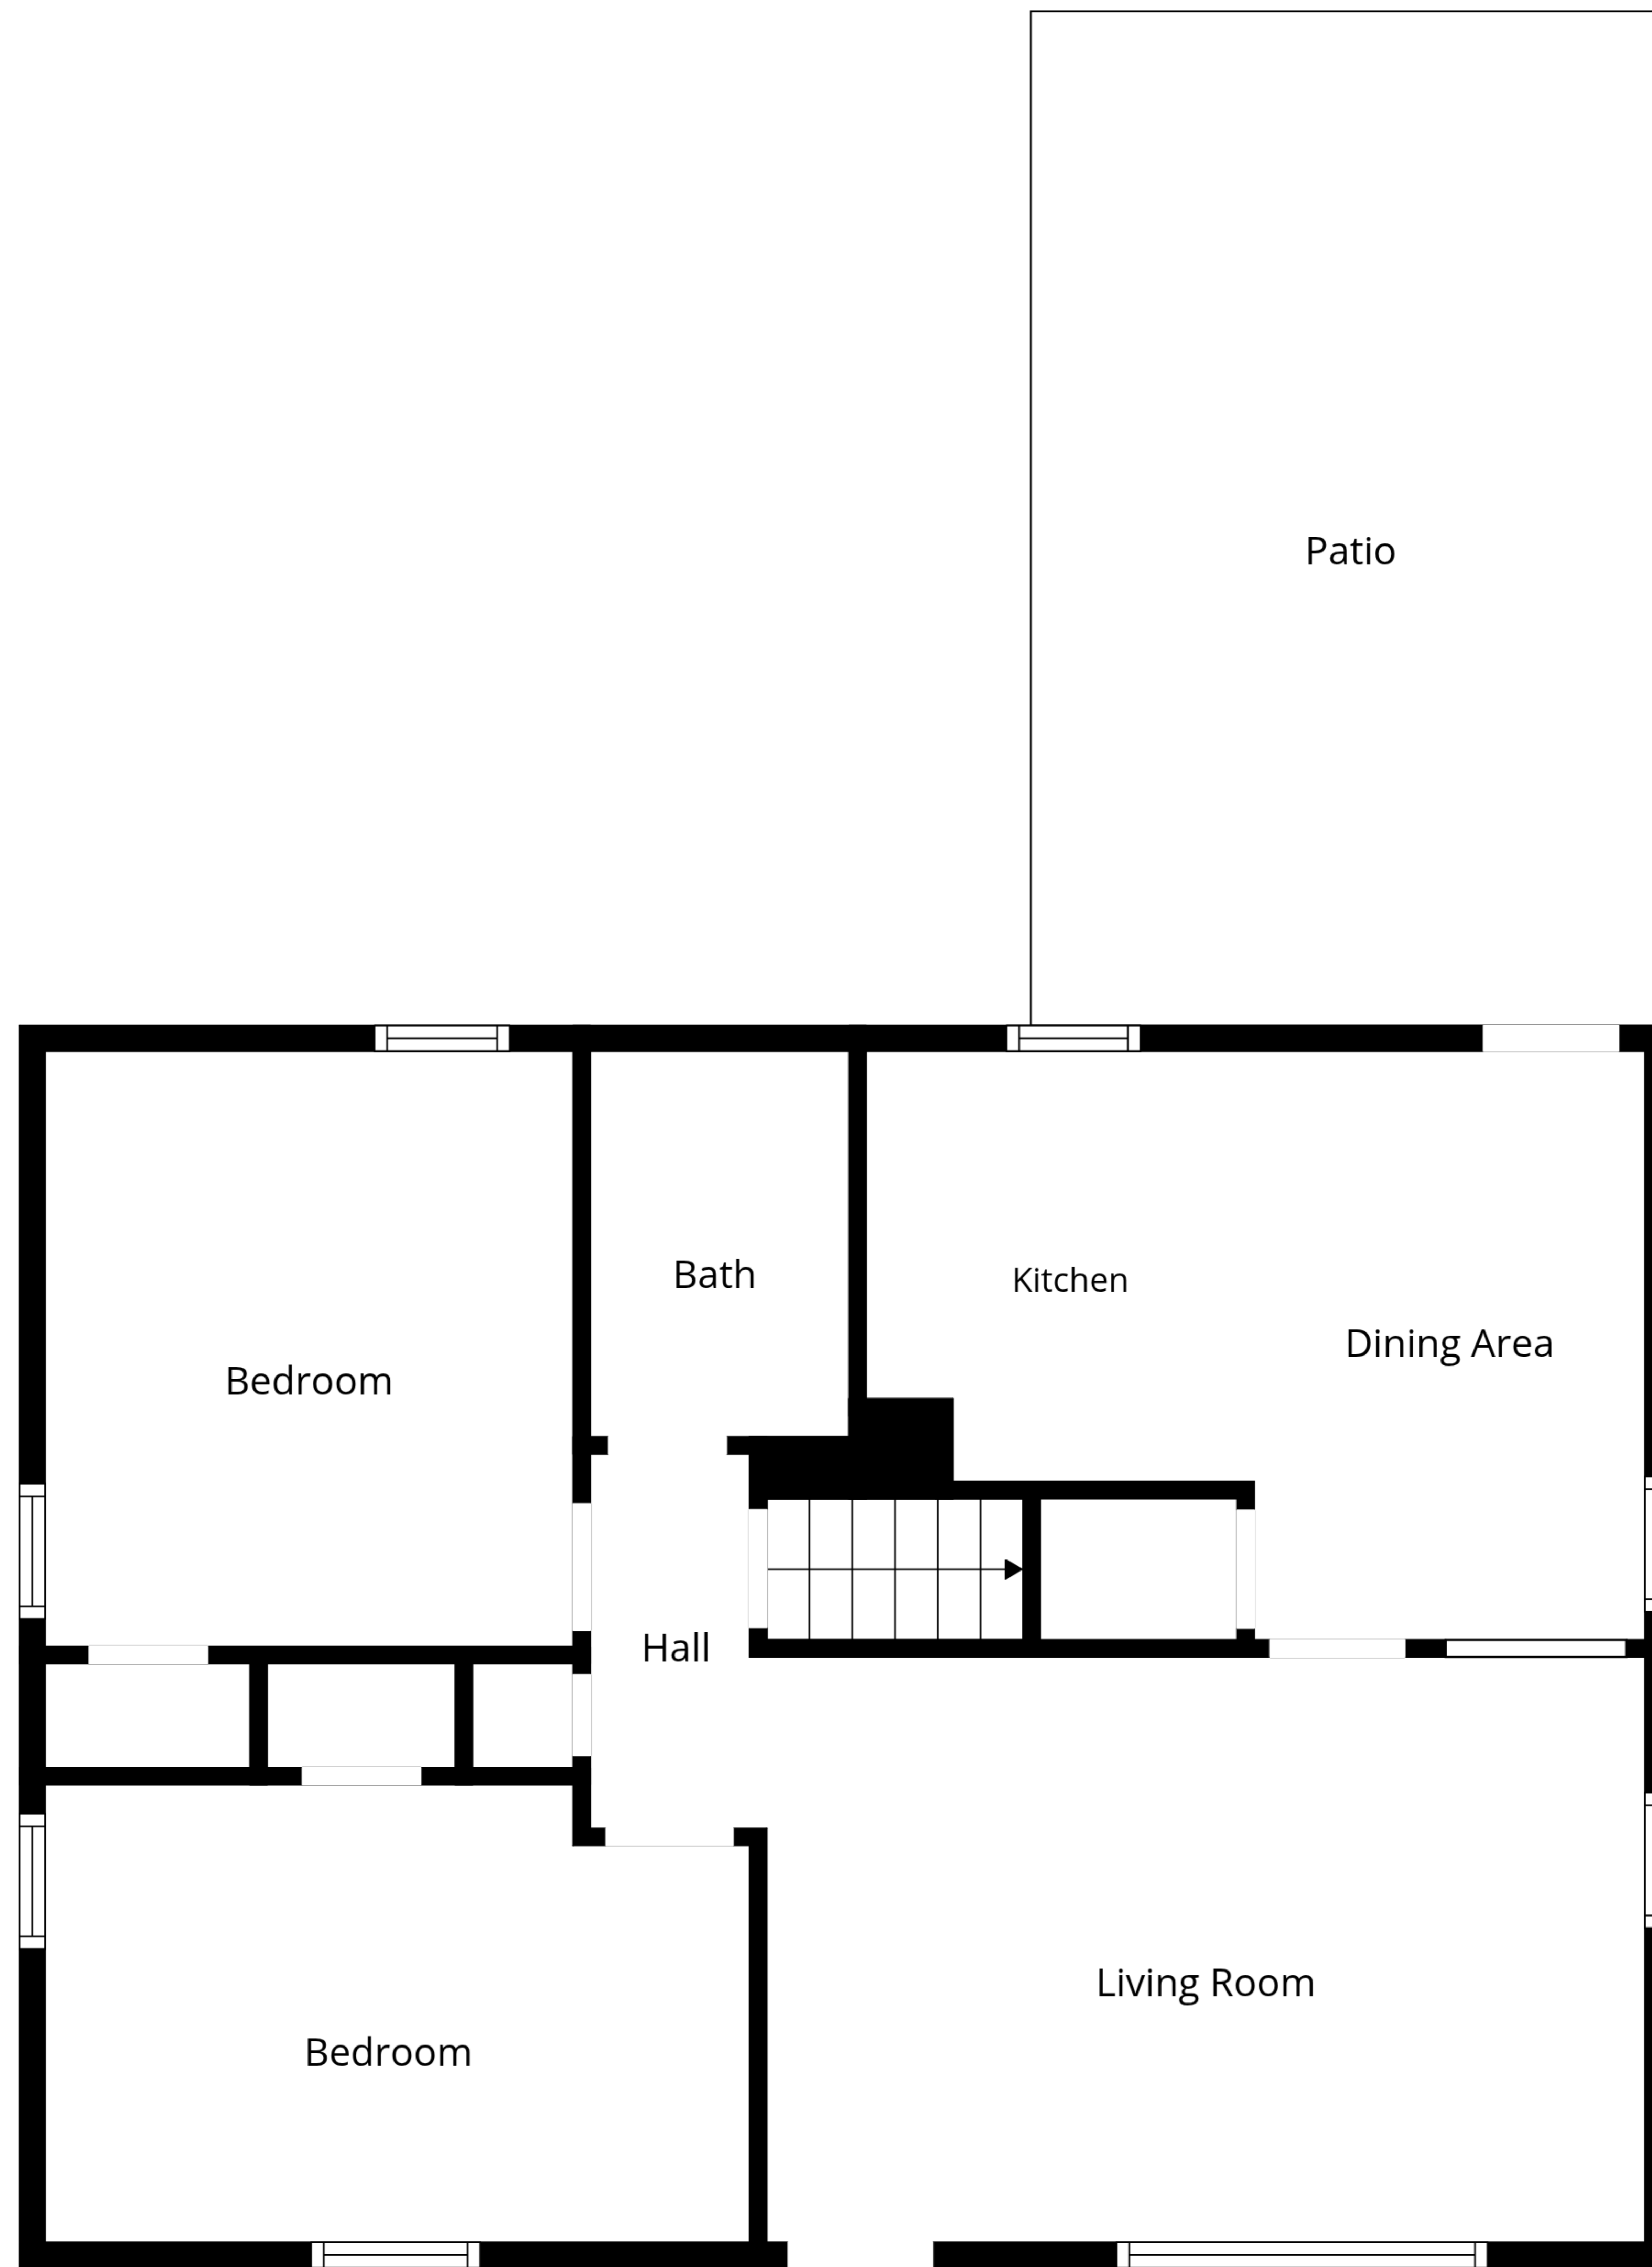 Patio
Bath
Kitchen
Dining Area
Bedroom
Hall
Living Room
Bedroom